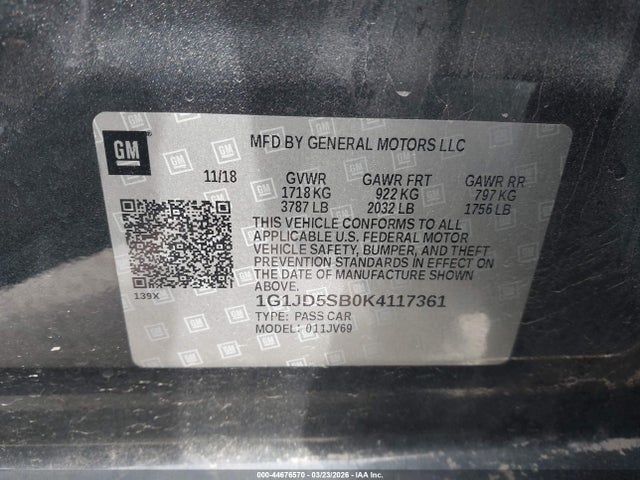 GM
MFD BY GENERAL MOTORS LLC
11/18 GVWR GAWR FRT GAWR RR
1718 KG 922 KG 797 KG
3787 LB 2032 LB 1756 LB
THIS VEHICLE CONFORMS TO ALL
APPLICABLE U.S. FEDERAL MOTOR
VEHICLE SAFETY, BUMPER, AND THEFT
PREVENTION STANDARDS IN EFFECT ON
THE DATE OF MANUFACTURE SHOWN
ABOVE.
139X
1G1JD5SB0K4117361
TYPE: PASS CAR
MODEL: 011JV69
000-44676570 — 03/23/2026 — IAA Inc.